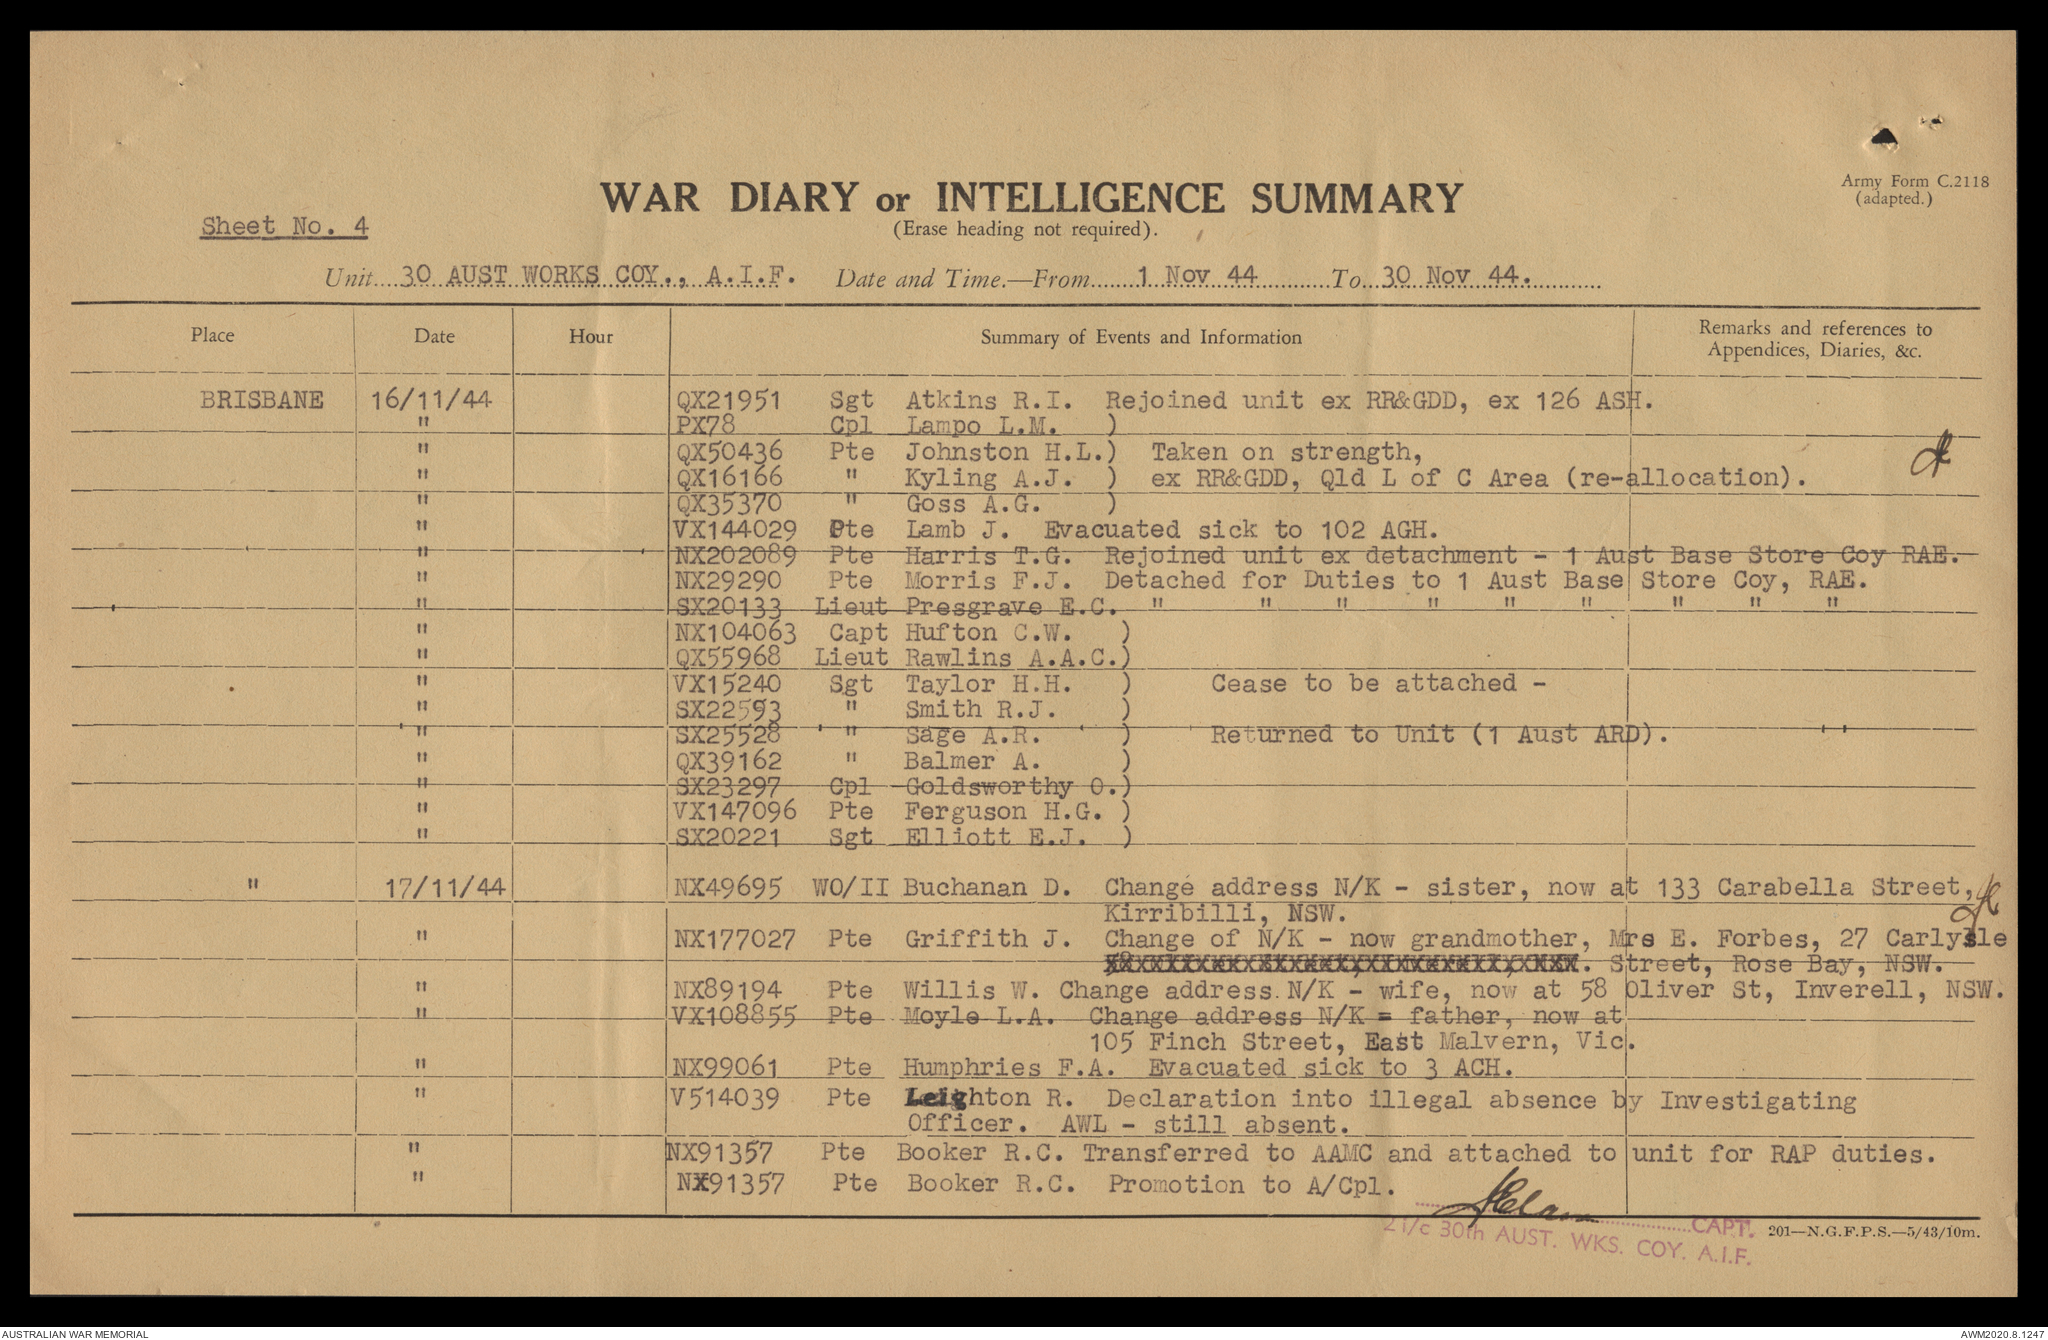 Army Form C.2118
(adapted.)
WAR DIARY or INTELLIGENCE SUMMARY
(Erase heading not required).
Sheet No. 4
Unit....30 AUST WORKS COY., A.I.F. Date and Time.—From........1 Nov 44............To...30 Nov 44.............
Place Date Hour Summary of Events and Information Remarks and references to
Appendices, Diaries, &c.
BRISBANE 16/11/44 QX21951 Sgt Atkins R.I. Rejoined unit ex RR&GDD, ex 126 ASH.
" PX78 Cpl Lampo L.M. )
" QX50436 Pte Johnston H.L.) Taken on strength,
" QX16166 " Kyling A.J. ) ex RR&GDD, Qld L of C Area (re-allocation).
" QX35370 " Goss A.G. )
" VX144029 Pte Lamb J. Evacuated sick to 102 AGH.
" NX202089 Pte Harris T.G. Rejoined unit ex detachment - 1 Aust Base Store Coy RAE.
" NX29290 Pte Morris F.J. Detached for Duties to 1 Aust Base Store Coy, RAE.
" SX20133 Lieut Presgrave E.C. " " " " " " " " "
" NX104063 Capt Hufton C.W. )
" QX55968 Lieut Rawlins A.A.C.)
" VX15240 Sgt Taylor H.H. ) Cease to be attached -
" SX22593 " Smith R.J. )
" SX25528 " Sage A.R. ) Returned to Unit (1 Aust ARD).
" QX39162 " Balmer A. )
" SX23297 Cpl Goldsworthy O.)
" VX147096 Pte Ferguson H.G. )
" SX20221 Sgt Elliott E.J. )
" 17/11/44 NX49695 WO/II Buchanan D. Change address N/K - sister, now at 133 Carabella Street,
Kirribilli, NSW.
" NX177027 Pte Griffith J. Change of N/K - now grandmother, Mrs E. Forbes, 27 Carlysle
Street, Rose Bay, NSW.
" NX89194 Pte Willis W. Change address N/K - wife, now at 58 Oliver St, Inverell, NSW.
" VX108855 Pte Moyle L.A. Change address N/K = father, now at
105 Finch Street, East Malvern, Vic.
" NX99061 Pte Humphries F.A. Evacuated sick to 3 ACH.
" V514039 Pte Leighton R. Declaration into illegal absence by Investigating
Officer. AWL - still absent.
" NX91357 Pte Booker R.C. Transferred to AAMC and attached to unit for RAP duties.
" NX91357 Pte Booker R.C. Promotion to A/Cpl.
CAPT.
2 i/c 30th AUST. WKS. COY. A.I.F.
201—N.G.F.P.S.—5/43/10m.
AUSTRALIAN WAR MEMORIAL AWM2020.8.1247